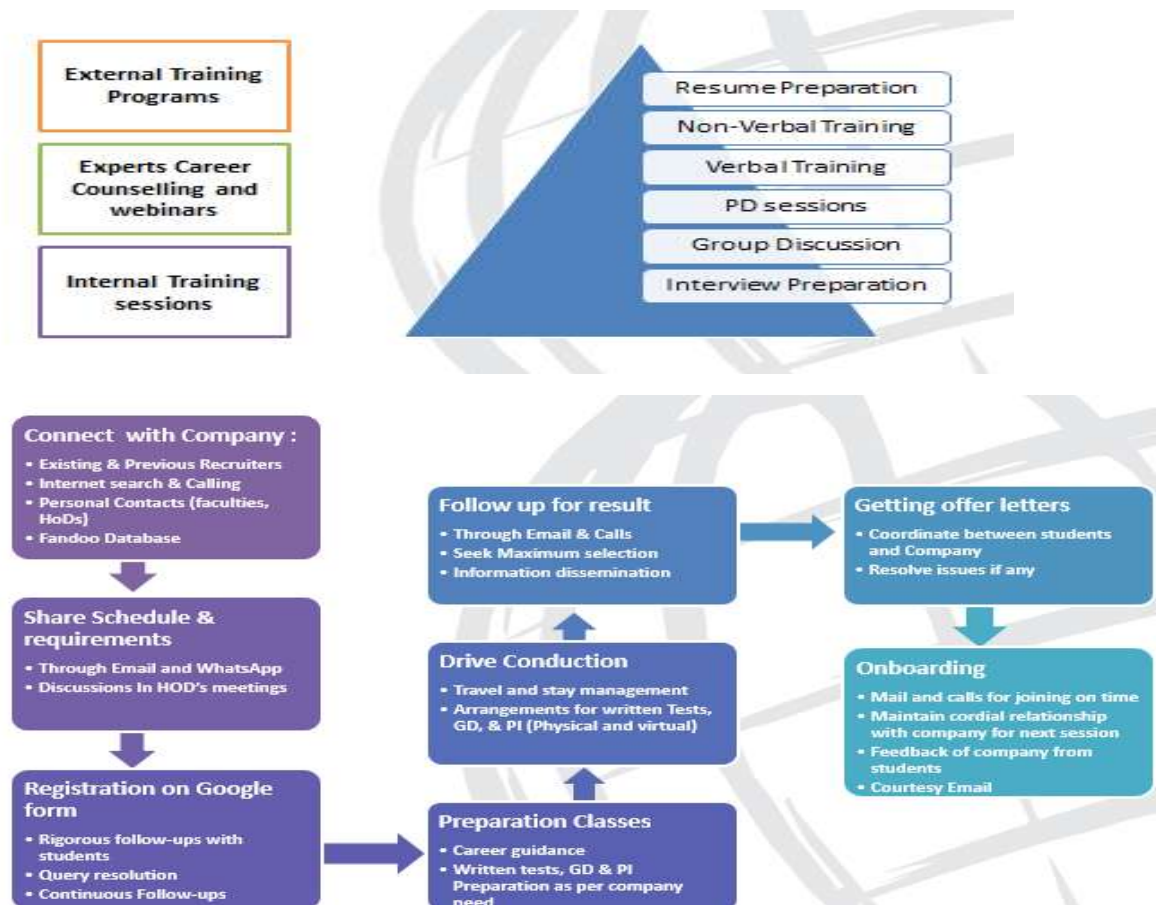 External Training
Programs
Experts Career
Counselling and
webinars
Internal Training
sessions
Resume Preparation
Non-Verbal Training
Verbal Training
PD sessions
Group Discussion
Interview Preparation
Connect with Company :
• Existing & Previous Recruiters
• Internet search & Calling
• Personal Contacts (faculties,
HoDs)
• Fandoo Database
Share Schedule &
requirements
• Through Email and WhatsApp
• Discussions In HOD's meetings
Registration on Google
form
• Rigorous follow-ups with
students
• Query resolution
• Continuous Follow-ups
Preparation Classes
• Career guidance
• Written tests, GD & PI
Preparation as per company
need
Drive Conduction
• Travel and stay management
• Arrangements for written Tests,
GD, & PI (Physical and virtual)
Follow up for result
• Through Email & Calls
• Seek Maximum selection
• Information dissemination
Getting offer letters
• Coordinate between students
and Company
• Resolve issues if any
Onboarding
• Mail and calls for joining on time
• Maintain cordial relationship
with company for next session
• Feedback of company from
students
• Courtesy Email